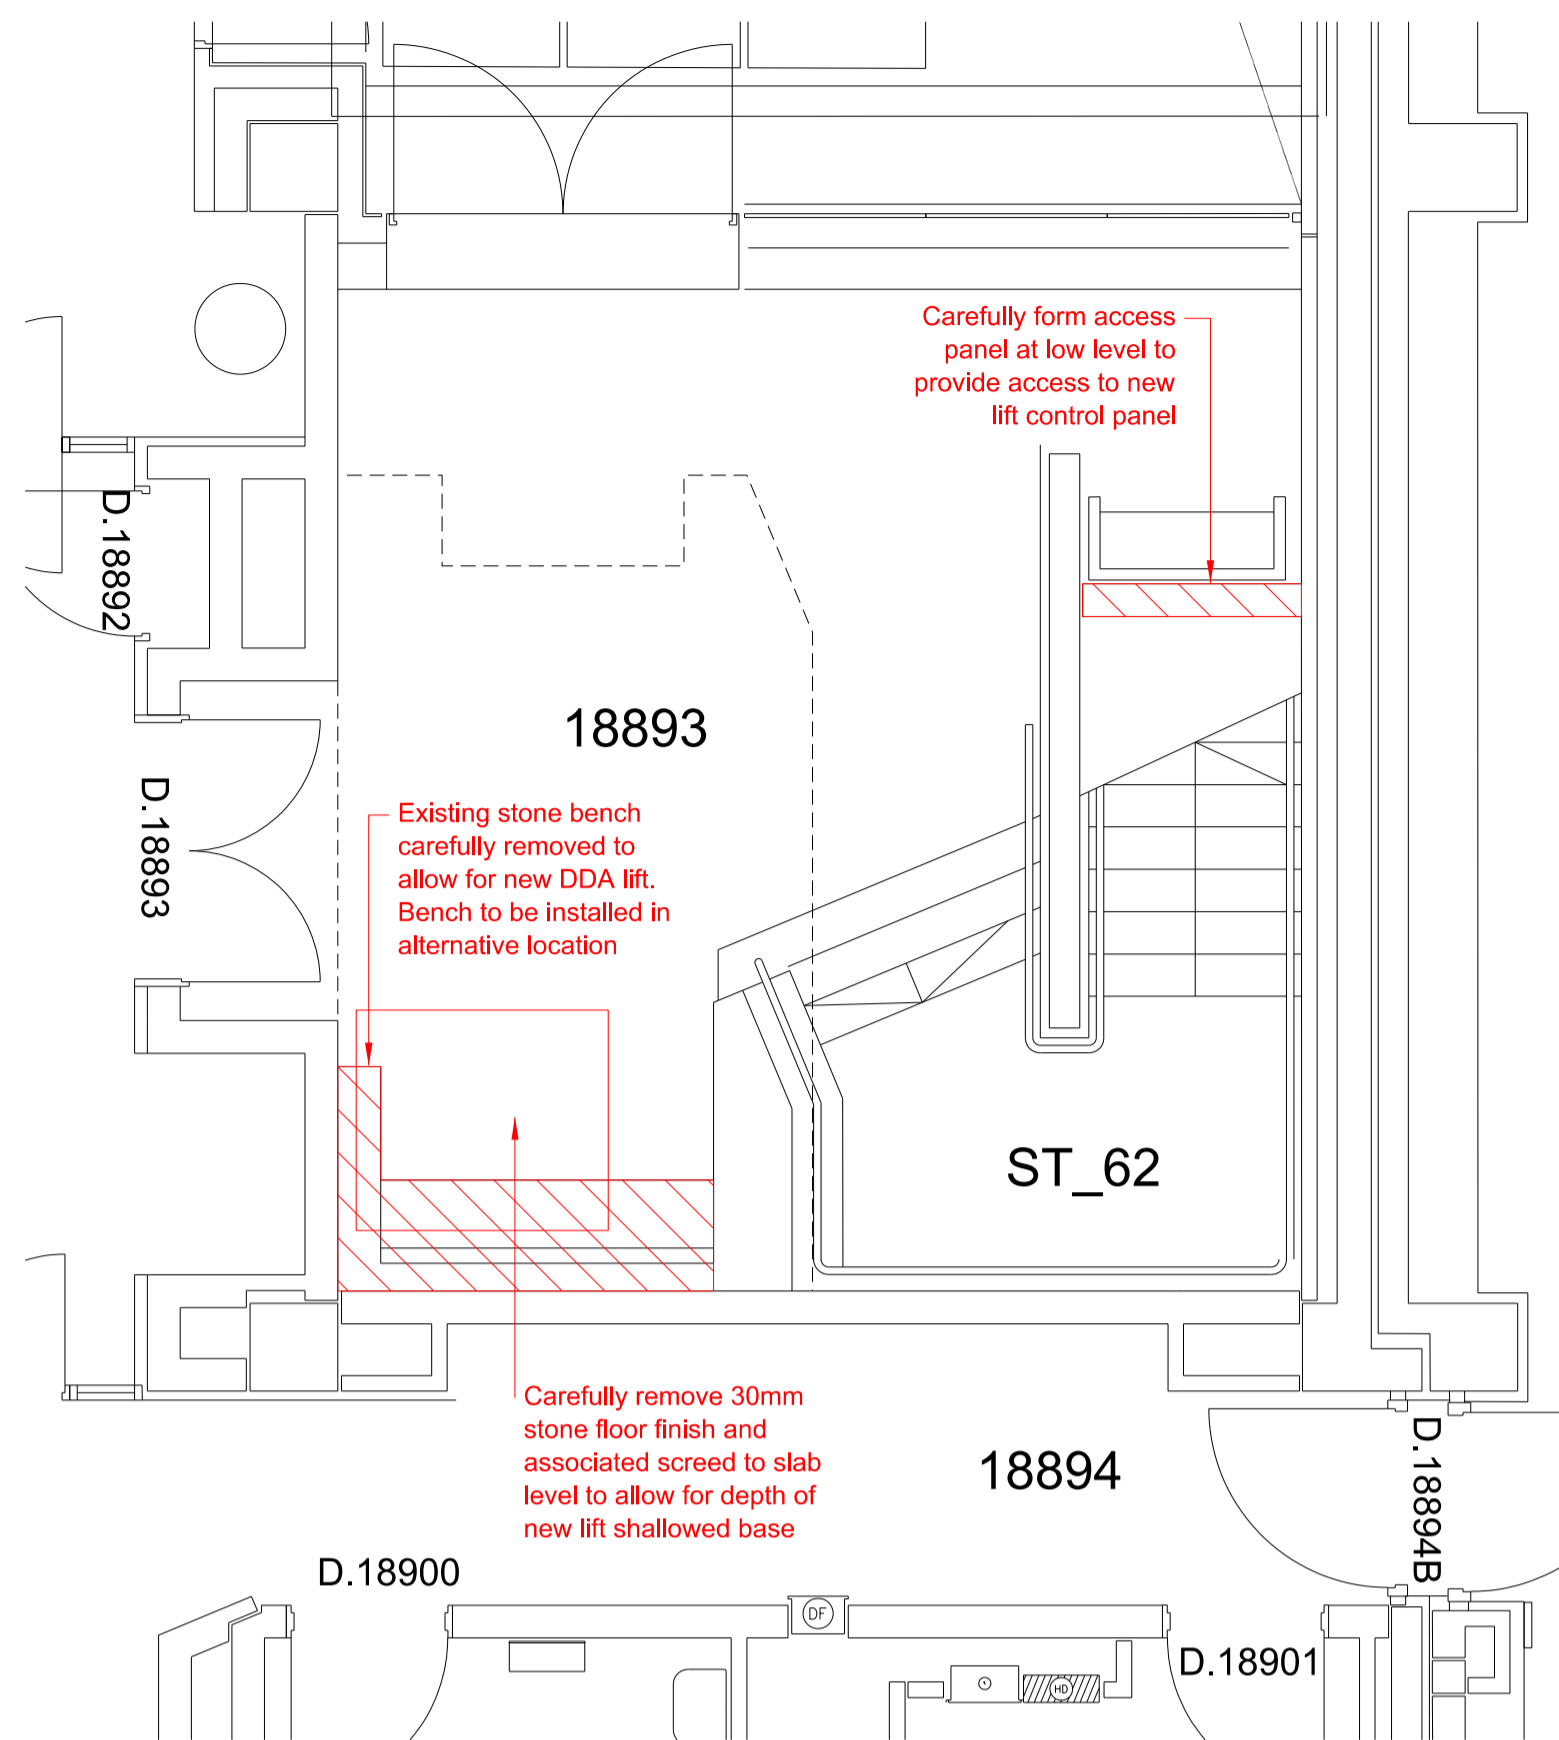 Carefully form access
panel at low level to
provide access to new
lift control panel
D.18892
18893
D.18893
Existing stone bench
carefully removed to
allow for new DDA lift.
Bench to be installed in
alternative location
ST_62
Carefully remove 30mm
stone floor finish and
associated screed to slab
level to allow for depth of
new lift shallowed base
18894
D.18894B
D.18900
DF
D.18901
HD